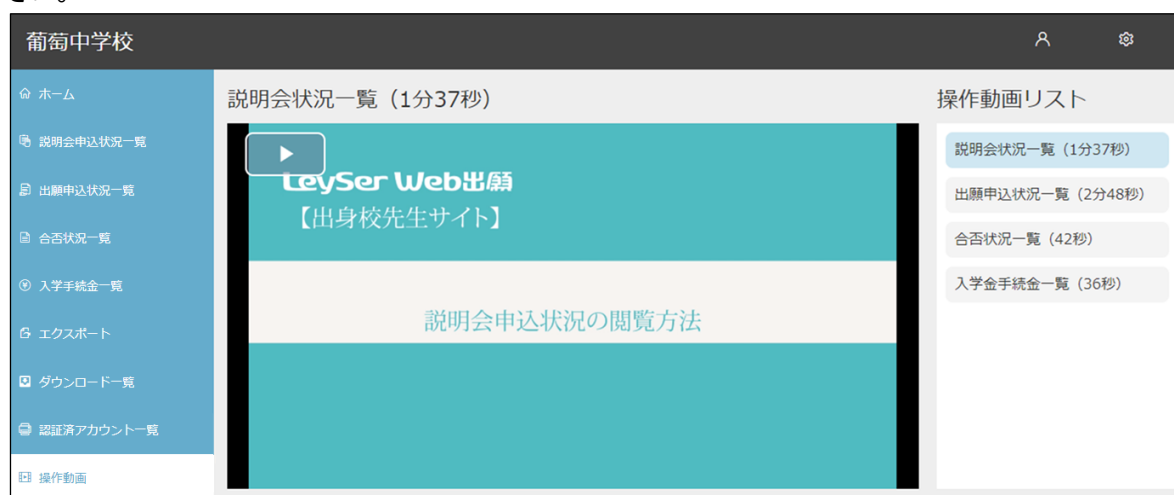 さい。
葡萄中学校
ホーム
説明会申込状況一覧
出願申込状況一覧
合否状況一覧
入学手続金一覧
エクスポート
ダウンロード一覧
認証済アカウント一覧
操作動画
説明会状況一覧（1分37秒）
LeySer Web出願
【出身校先生サイト】
説明会申込状況の閲覧方法
操作動画リスト
説明会状況一覧（1分37秒）
出願申込状況一覧（2分48秒）
合否状況一覧（42秒）
入学金手続金一覧（36秒）